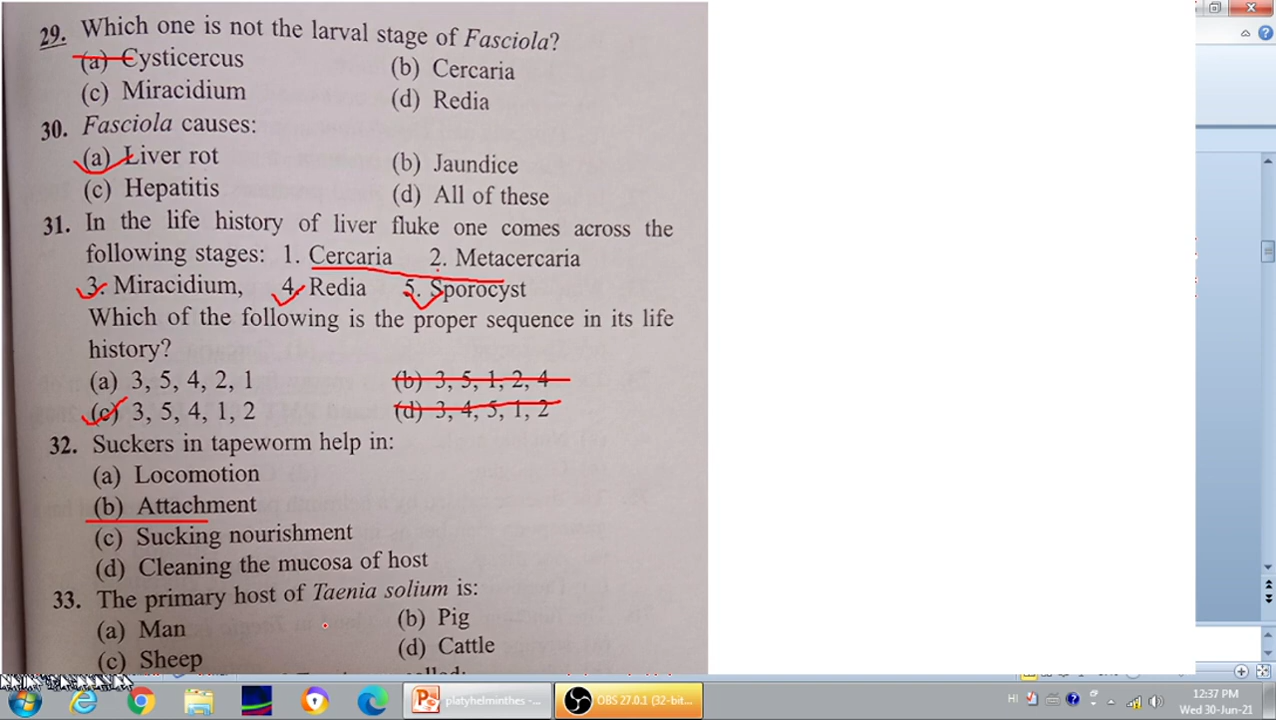 29. Which one is not the larval stage of Fasciola?
(a) Cysticercus (b) Cercaria
(c) Miracidium (d) Redia
30. Fasciola causes:
(a) Liver rot (b) Jaundice
(c) Hepatitis (d) All of these
31. In the life history of liver fluke one comes across the
following stages: 1. Cercaria 2. Metacercaria
3. Miracidium, 4. Redia 5. Sporocyst
Which of the following is the proper sequence in its life
history?
(a) 3, 5, 4, 2, 1 (b) 3, 5, 1, 2, 4
(c) 3, 5, 4, 1, 2 (d) 3, 4, 5, 1, 2
32. Suckers in tapeworm help in:
(a) Locomotion
(b) Attachment
(c) Sucking nourishment
(d) Cleaning the mucosa of host
33. The primary host of Taenia solium is:
(a) Man (b) Pig
(c) Sheep (d) Cattle
platyhelminthes -... OBS 27.0.1 (32-bit... HI 12:37 PM
Wed 30-Jun-21